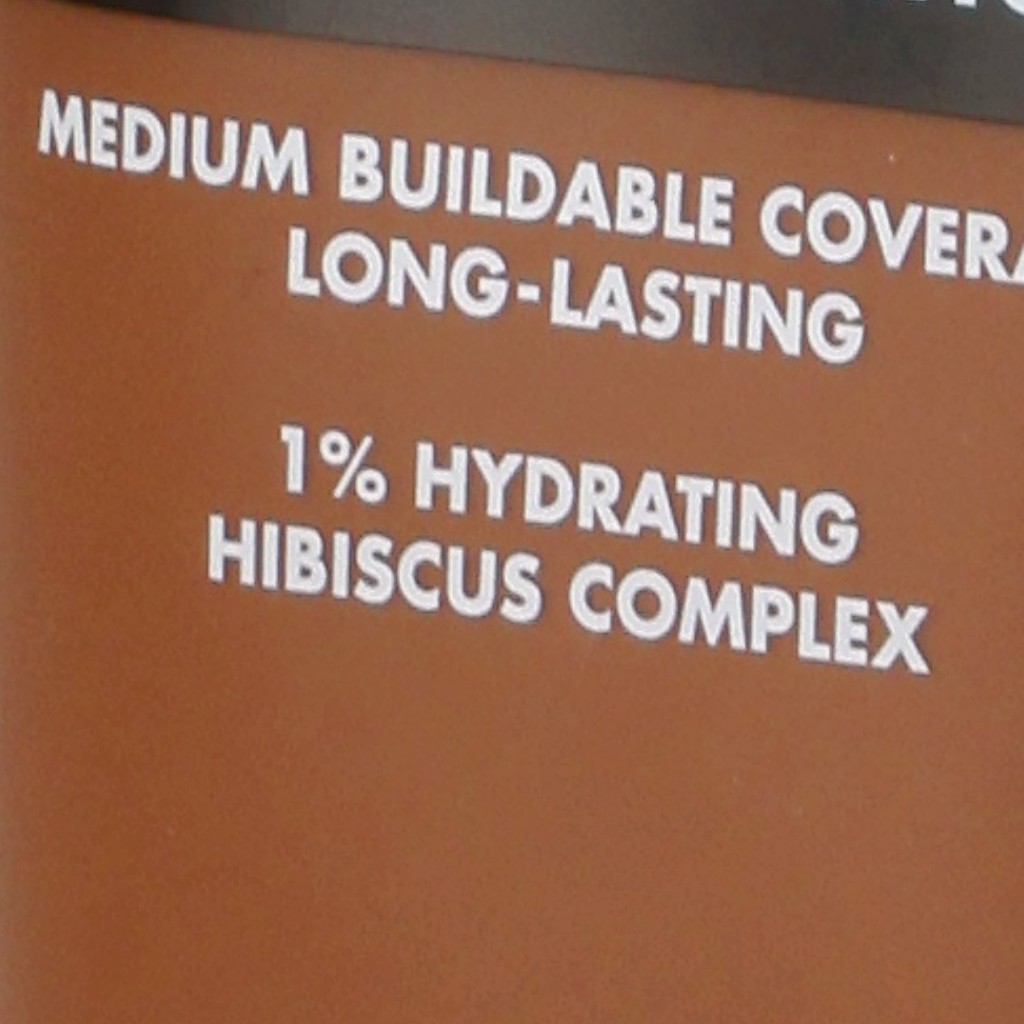 MEDIUM BUILDABLE COVERA
LONG-LASTING
1% HYDRATING
HIBISCUS COMPLEX